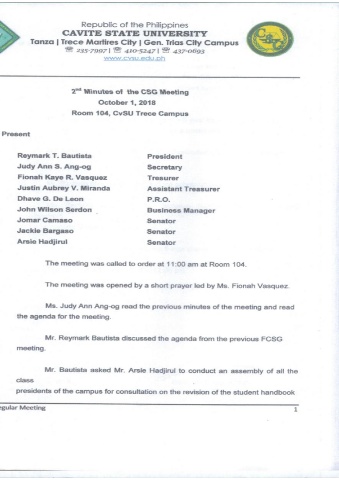 Republic of the Philippines
CAVITE STATE UNIVERSITY
Tanza | Trece Martires City | Gen. Trias City Campus
☏ 235-7997| ☏ 410-5247 | ☏ 437-0693
www.cvsu.edu.ph
2nd Minutes of the CSG Meeting
October 1, 2018
Room 104, CvSU Trece Campus
Present
Reymark T. Bautista President
Judy Ann S. Ang-og Secretary
Fionah Kaye R. Vasquez Tresurer
Justin Aubrey V. Miranda Assistant Treasurer
Dhave G. De Leon P.R.O.
John Wilson Serdon Business Manager
Jomar Camaso Senator
Jackie Bargaso Senator
Arsie Hadjirul Senator
The meeting was called to order at 11:00 am at Room 104.
The meeting was opened by a short prayer led by Ms. Fionah Vasquez.
Ms. Judy Ann Ang-og read the previous minutes of the meeting and read
the agenda for the meeting.
Mr. Reymark Bautista discussed the agenda from the previous FCSG
meeting.
Mr. Bautista asked Mr. Arsie Hadjirul to conduct an assembly of all the
class
presidents of the campus for consultation on the revision of the student handbook
egular Meeting 1